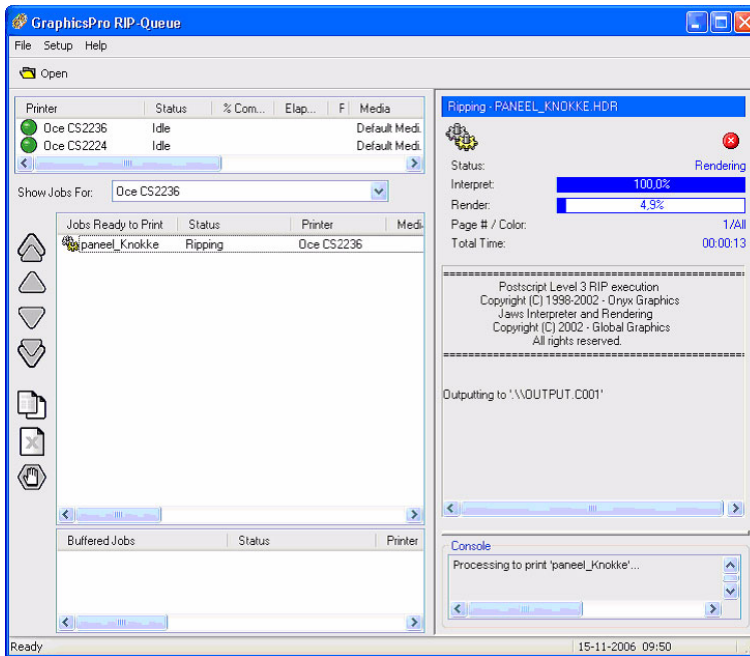 GraphicsPro RIP-Queue
File Setup Help
Open
Printer Status % Com... Elap... F Media
Oce CS2236 Idle Default Medi.
Oce CS2224 Idle Default Medi.
Show Jobs For: Oce CS2236
Jobs Ready to Print Status Printer Medi
paneel_Knokke Ripping Oce CS2236
Buffered Jobs Status Printer
Ripping - PANEEL_KNOKKE.HDR
Status: Rendering
Interpret: 100,0%
Render: 4,9%
Page # / Color: 1/All
Total Time: 00:00:13
Postscript Level 3 RIP execution
Copyright (C) 1998-2002 - Onyx Graphics
Jaws Interpreter and Rendering
Copyright (C) 2002 - Global Graphics
All rights reserved.
Outputting to '.\\OUTPUT.C001'
Console
Processing to print 'paneel_Knokke'...
Ready 15-11-2006 09:50